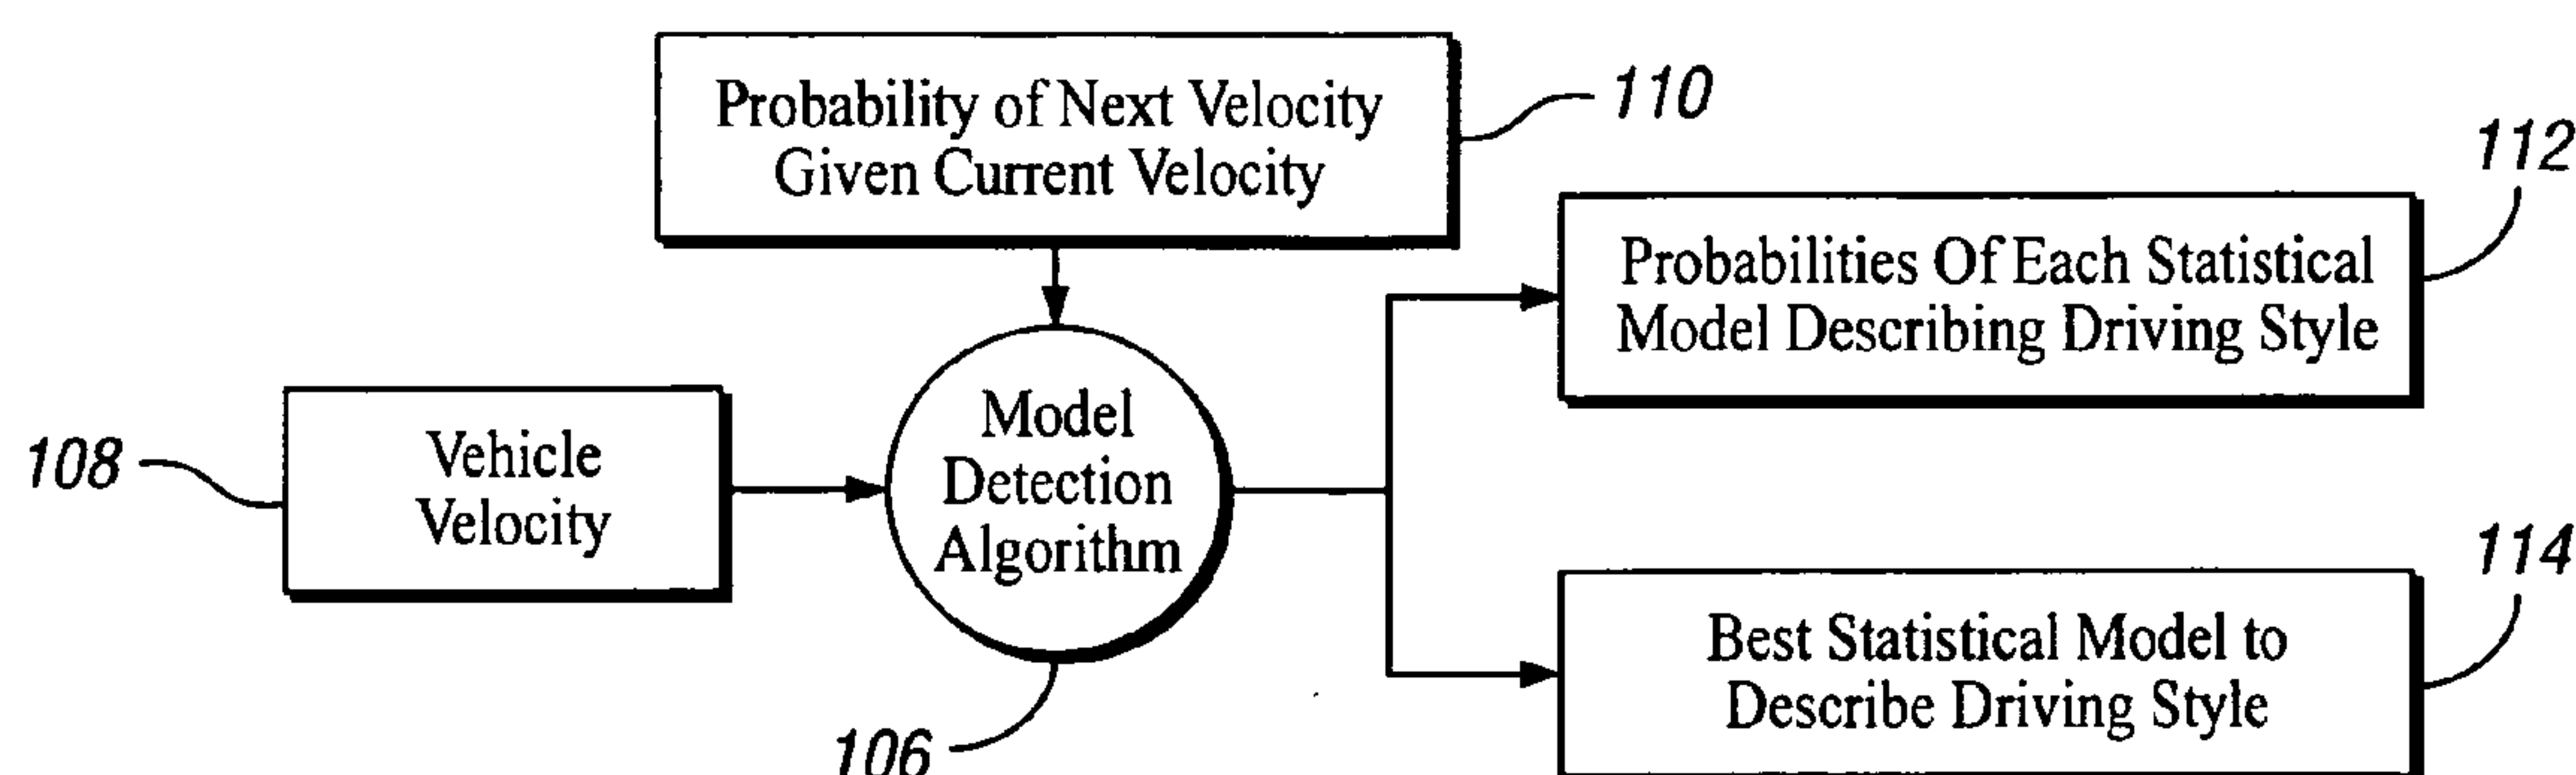 Probability of Next Velocity
Given Current Velocity
110
112
Probabilities Of Each Statistical
Model Describing Driving Style
108
Vehicle
Velocity
Model
Detection
Algorithm
106
114
Best Statistical Model to
Describe Driving Style